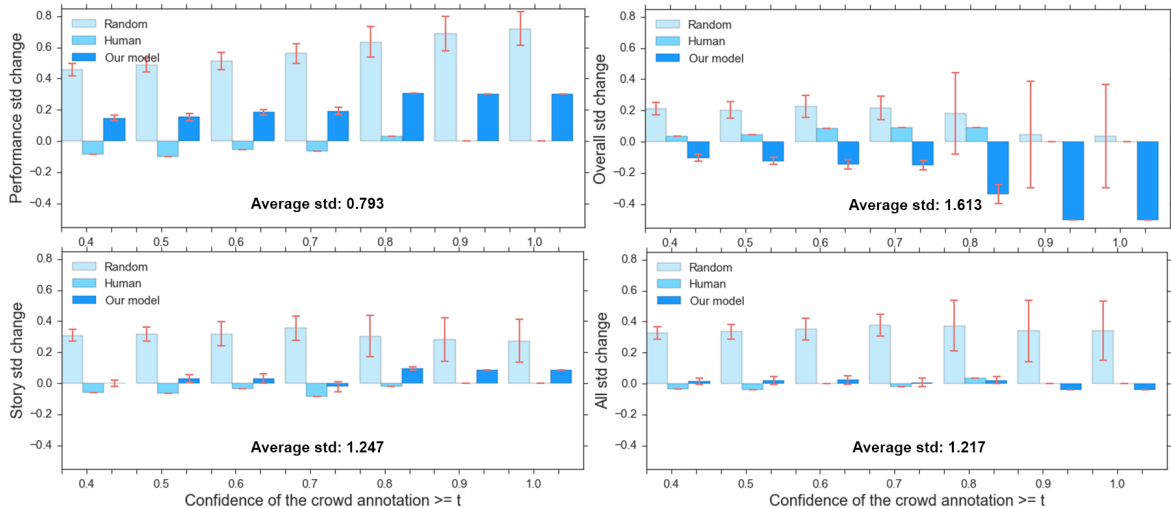 Performance std change
0.8
0.6
0.4
0.2
0.0
−0.2
−0.4
Random
Human
Our model
Average std: 0.793
0.4 0.5 0.6 0.7 0.8 0.9 1.0
Overall std change
0.8
0.6
0.4
0.2
0.0
−0.2
−0.4
Random
Human
Our model
Average std: 1.613
0.4 0.5 0.6 0.7 0.8 0.9 1.0
Story std change
0.8
0.6
0.4
0.2
0.0
−0.2
−0.4
Random
Human
Our model
Average std: 1.247
0.4 0.5 0.6 0.7 0.8 0.9 1.0
Confidence of the crowd annotation >= t
All std change
0.8
0.6
0.4
0.2
0.0
−0.2
−0.4
Random
Human
Our model
Average std: 1.217
0.4 0.5 0.6 0.7 0.8 0.9 1.0
Confidence of the crowd annotation >= t